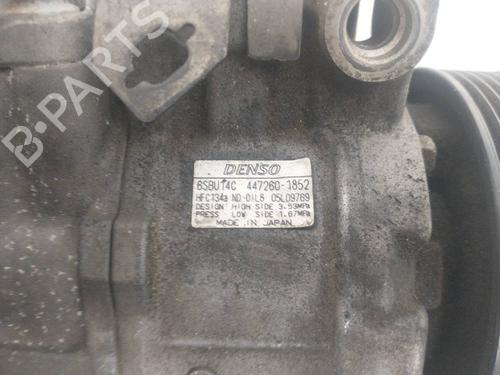 DENSO
6SBU14C 447260-1852
HFC134a ND-OIL8 05L09769
DESIGN HIGH SIDE 3.53MPa
PRESS LOW SIDE 1.67MPa
MADE IN JAPAN
B-PARTS